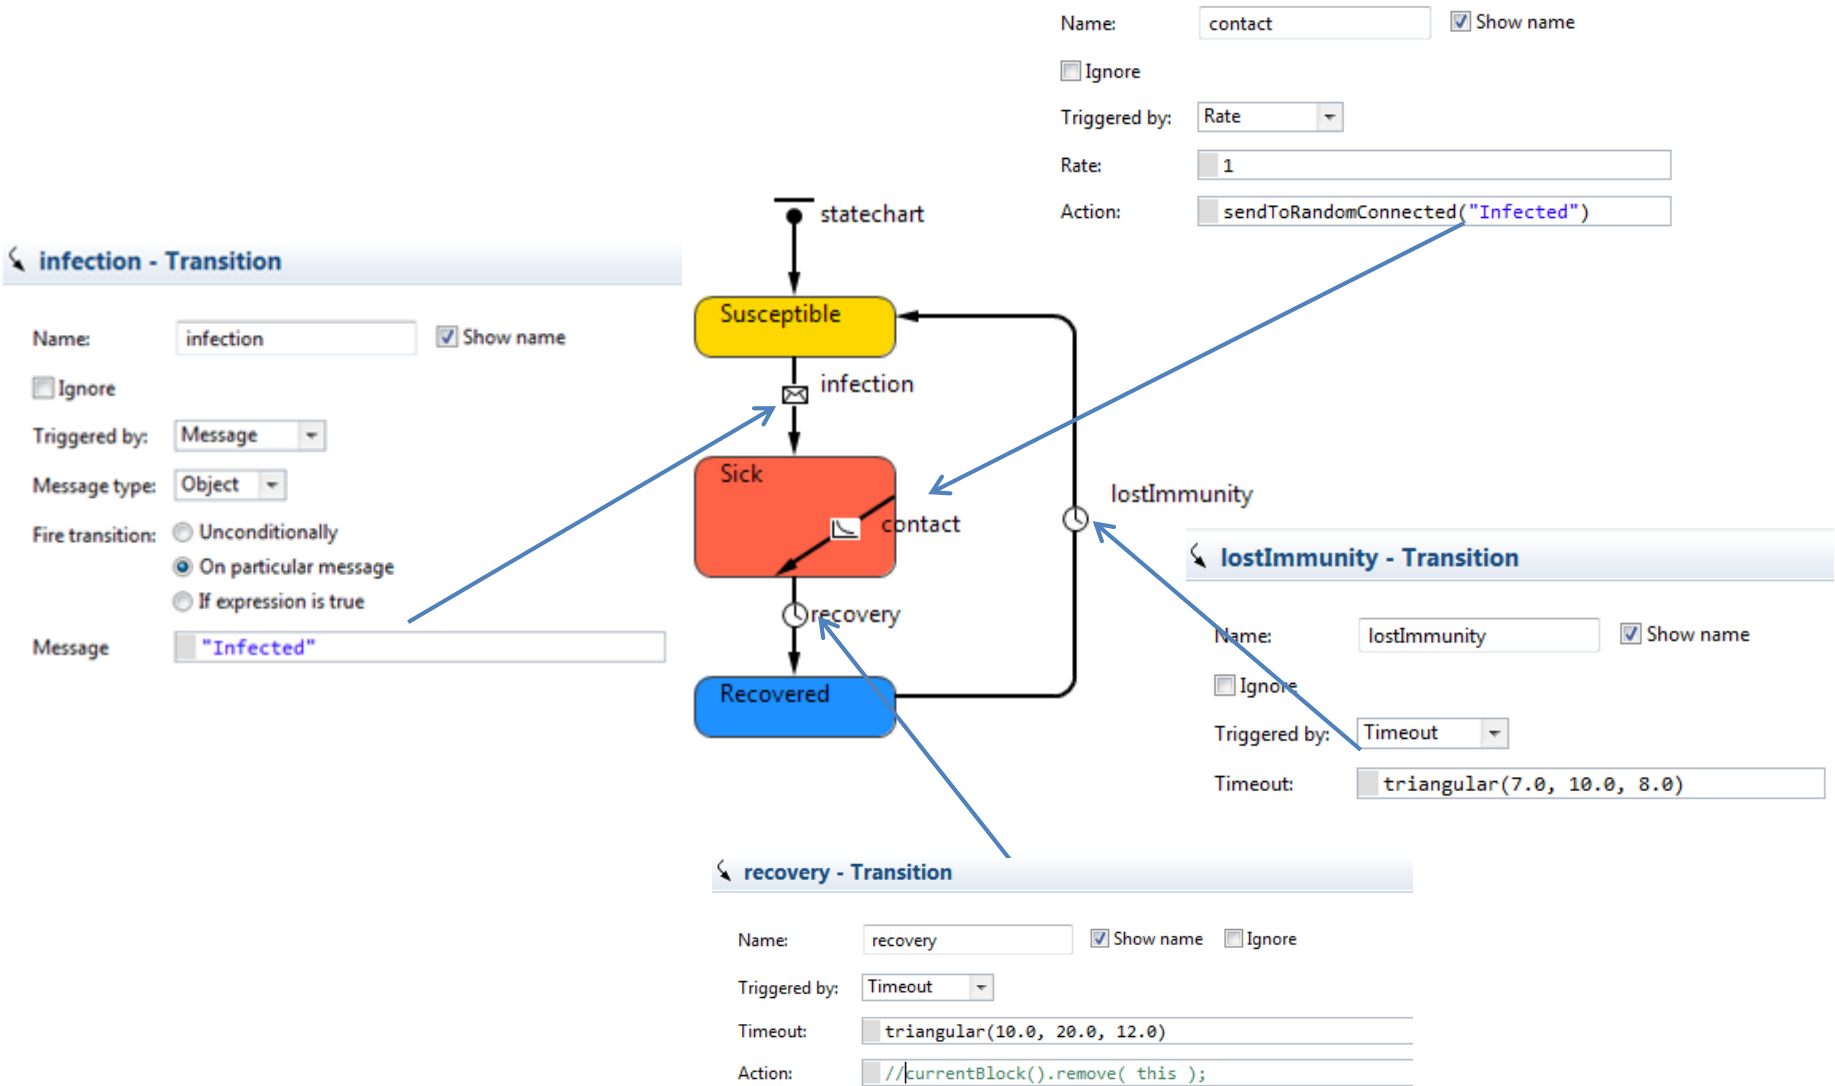 Name: contact Show name
Ignore
Triggered by: Rate
Rate: 1
Action: sendToRandomConnected("Infected")
infection - Transition
Name: infection Show name
Ignore
Triggered by: Message
Message type: Object
Fire transition: Unconditionally
On particular message
If expression is true
Message "Infected"
statechart
Susceptible
infection
Sick
contact
recovery
Recovered
lostImmunity
lostImmunity - Transition
Name: lostImmunity Show name
Ignore
Triggered by: Timeout
Timeout: triangular(7.0, 10.0, 8.0)
recovery - Transition
Name: recovery Show name Ignore
Triggered by: Timeout
Timeout: triangular(10.0, 20.0, 12.0)
Action: //currentBlock().remove( this );